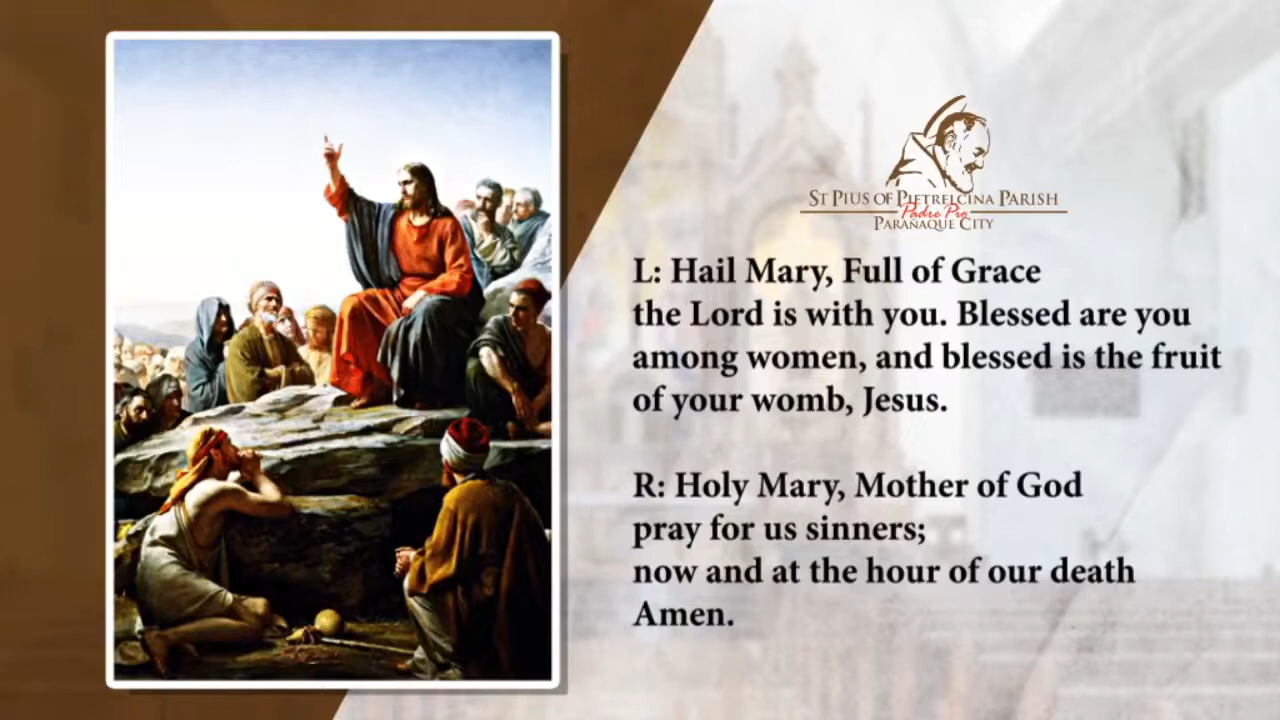 ST PIUS OF PIETRELCINA PARISH
Padre Pio
PARAÑAQUE CITY
L: Hail Mary, Full of Grace
the Lord is with you. Blessed are you
among women, and blessed is the fruit
of your womb, Jesus.
R: Holy Mary, Mother of God
pray for us sinners;
now and at the hour of our death
Amen.